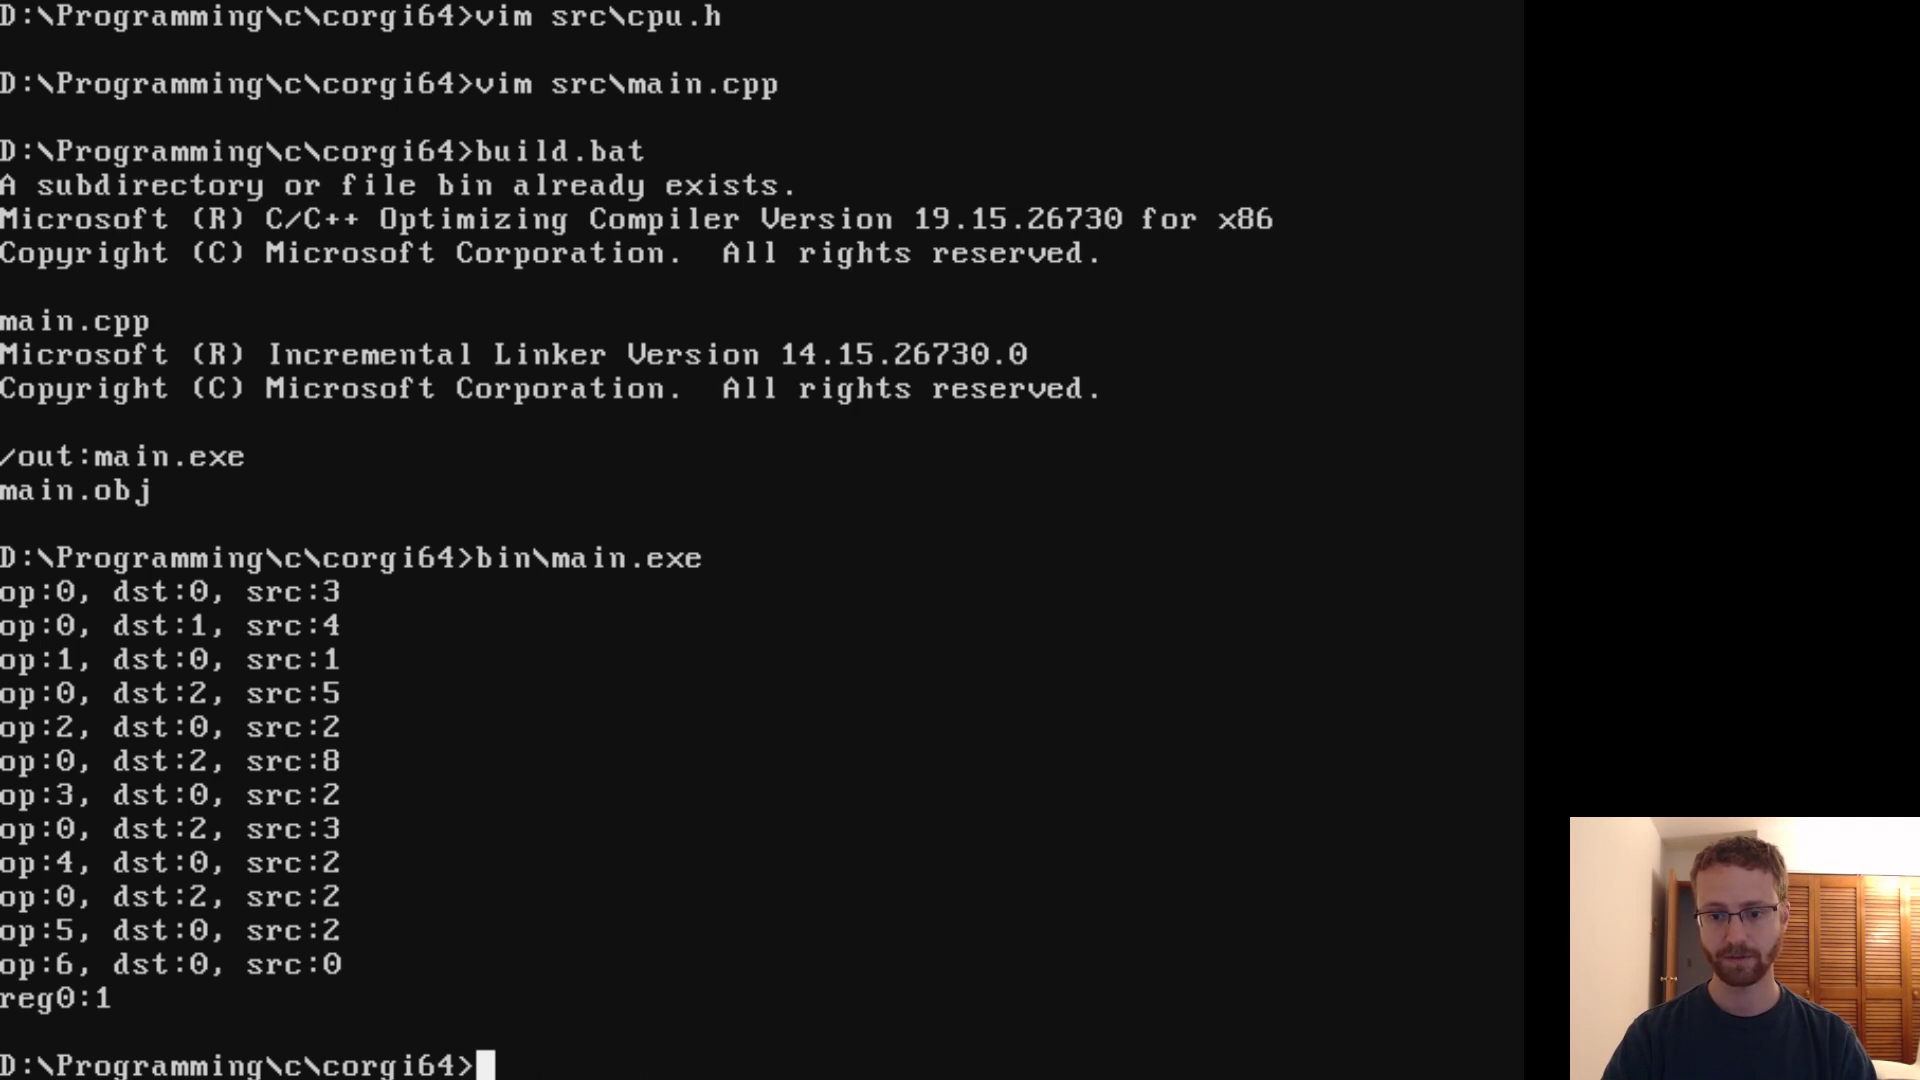 D:\Programming\c\corgi64>vim src\cpu.h
D:\Programming\c\corgi64>vim src\main.cpp
D:\Programming\c\corgi64>build.bat
A subdirectory or file bin already exists.
Microsoft (R) C/C++ Optimizing Compiler Version 19.15.26730 for x86
Copyright (C) Microsoft Corporation.  All rights reserved.
main.cpp
Microsoft (R) Incremental Linker Version 14.15.26730.0
Copyright (C) Microsoft Corporation.  All rights reserved.
/out:main.exe
main.obj
D:\Programming\c\corgi64>bin\main.exe
op:0, dst:0, src:3
op:0, dst:1, src:4
op:1, dst:0, src:1
op:0, dst:2, src:5
op:2, dst:0, src:2
op:0, dst:2, src:8
op:3, dst:0, src:2
op:0, dst:2, src:3
op:4, dst:0, src:2
op:0, dst:2, src:2
op:5, dst:0, src:2
op:6, dst:0, src:0
reg0:1
D:\Programming\c\corgi64>